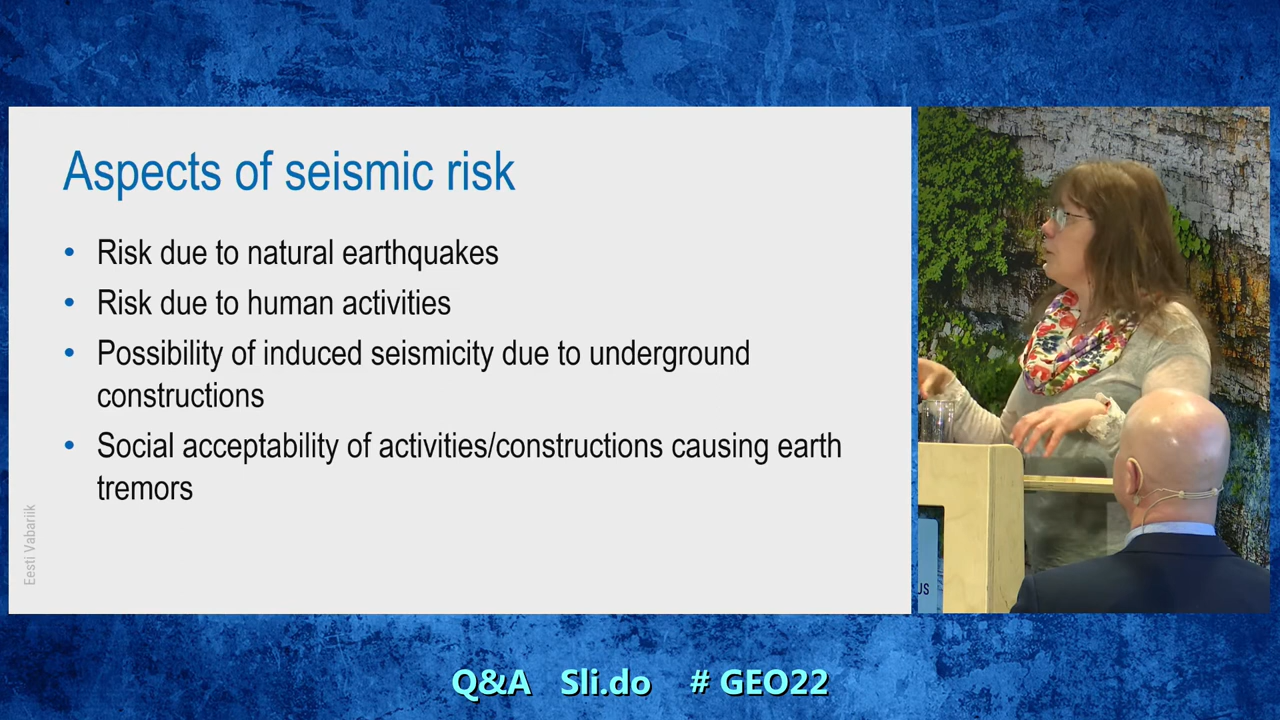 Aspects of seismic risk
• Risk due to natural earthquakes
• Risk due to human activities
• Possibility of induced seismicity due to underground
constructions
• Social acceptability of activities/constructions causing earth
tremors
Eesti Vabariik
US
Q&A Sli.do # GEO22